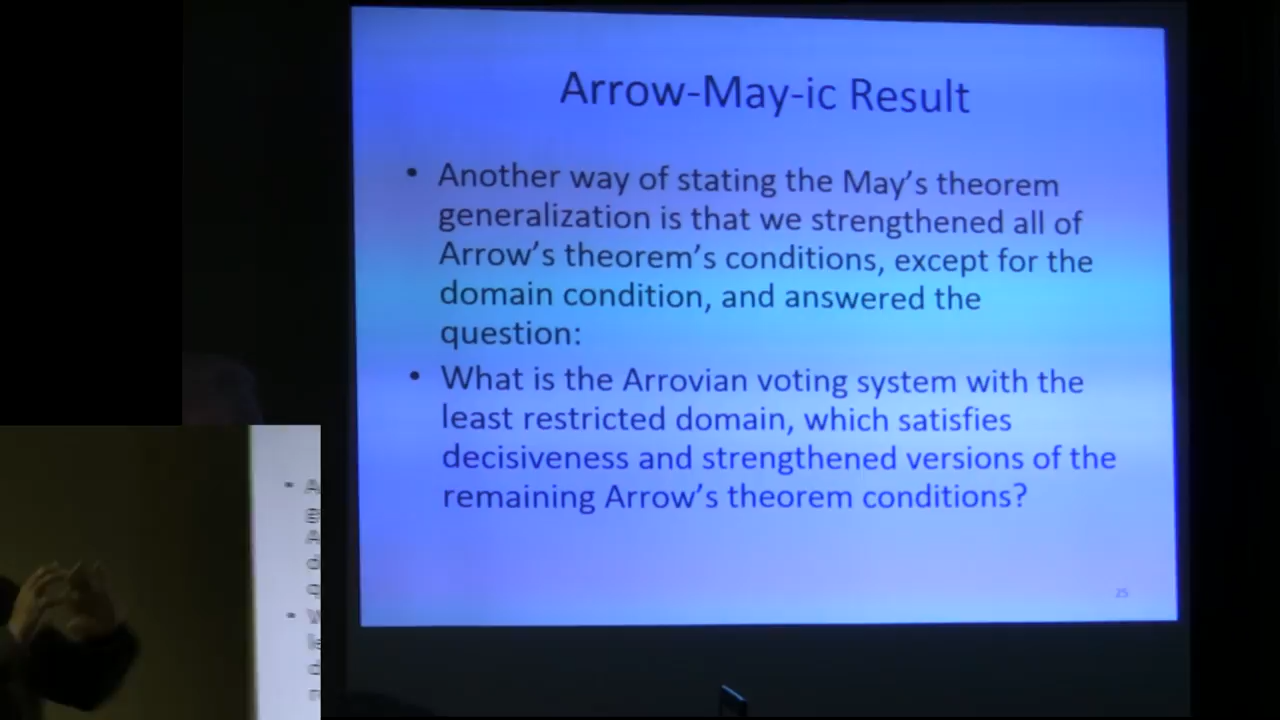 Arrow-May-ic Result
• Another way of stating the May's theorem
generalization is that we strengthened all of
Arrow's theorem's conditions, except for the
domain condition, and answered the
question:
• What is the Arrovian voting system with the
least restricted domain, which satisfies
decisiveness and strengthened versions of the
remaining Arrow's theorem conditions?
25